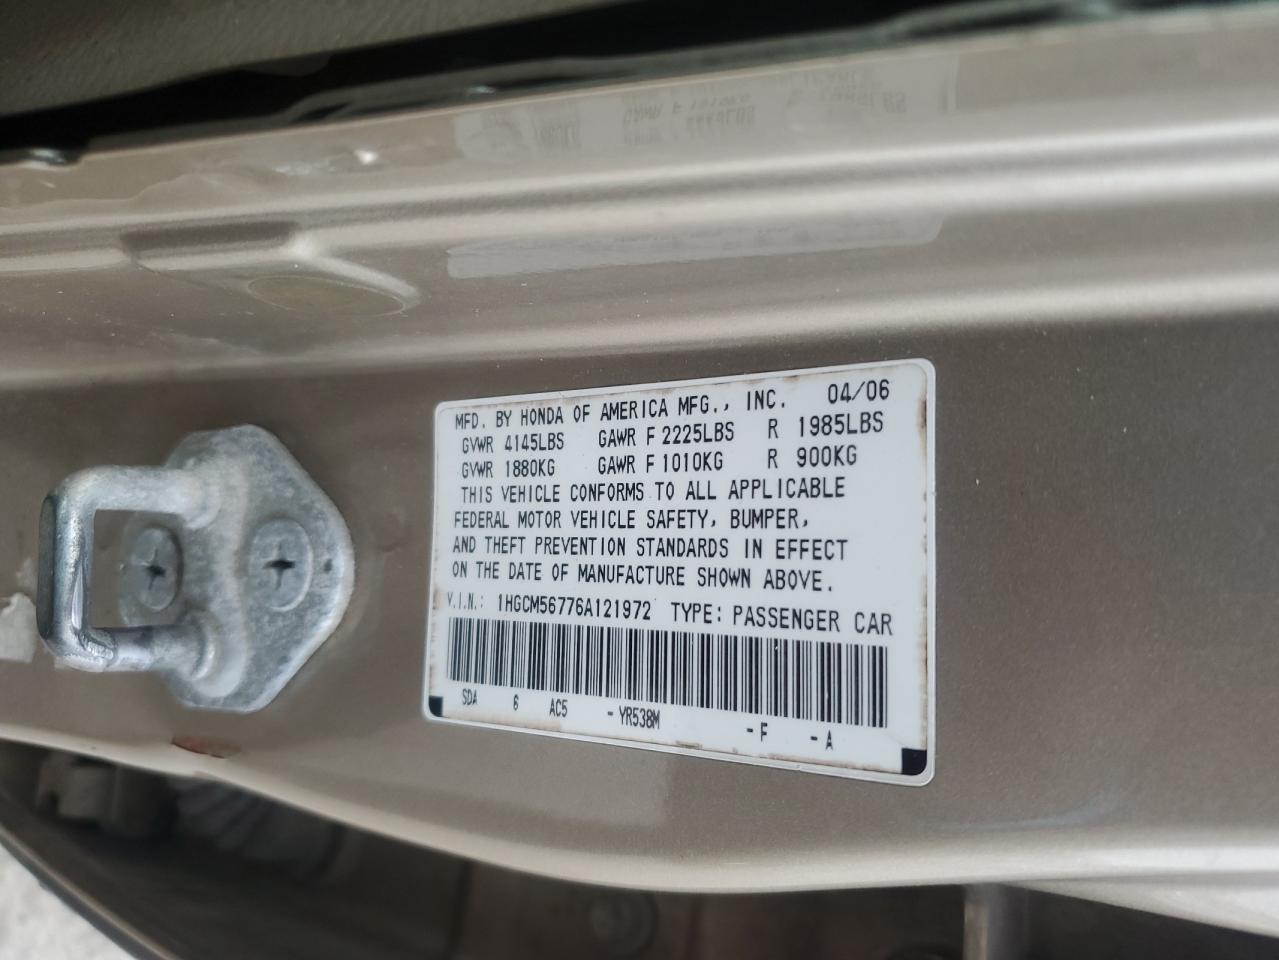 MFD. BY HONDA OF AMERICA MFG., INC. 04/06
GVWR 4145LBS GAWR F 2225LBS R 1985LBS
GVWR 1880KG GAWR F 1010KG R 900KG
THIS VEHICLE CONFORMS TO ALL APPLICABLE
FEDERAL MOTOR VEHICLE SAFETY, BUMPER,
AND THEFT PREVENTION STANDARDS IN EFFECT
ON THE DATE OF MANUFACTURE SHOWN ABOVE.
V.I.N.: 1HGCM56776A121972 TYPE: PASSENGER CAR
SDA 6 AC5 -YR538M -F -A